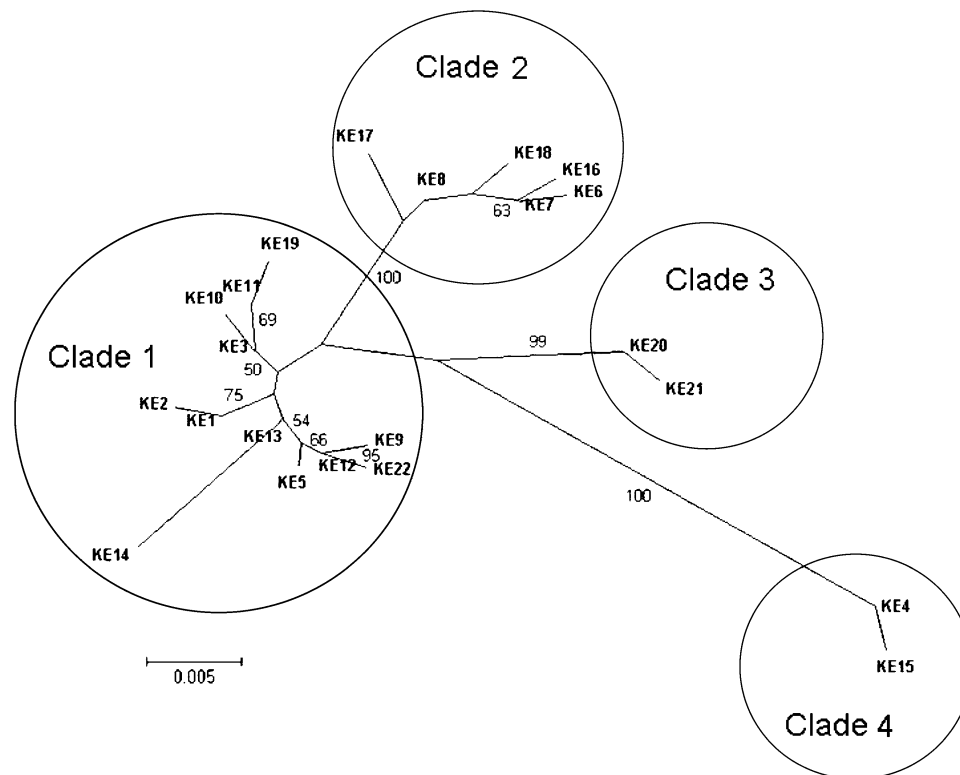 Clade 2
KE17
KE18
KE8
KE16
KE6
KE7
63
100
Clade 1
KE19
KE11
KE10
69
KE3
50
75
KE2
KE1
54
KE13
66
KE9
95
KE12
KE22
KE5
KE14
Clade 3
99
KE20
KE21
100
KE4
KE15
Clade 4
0.005